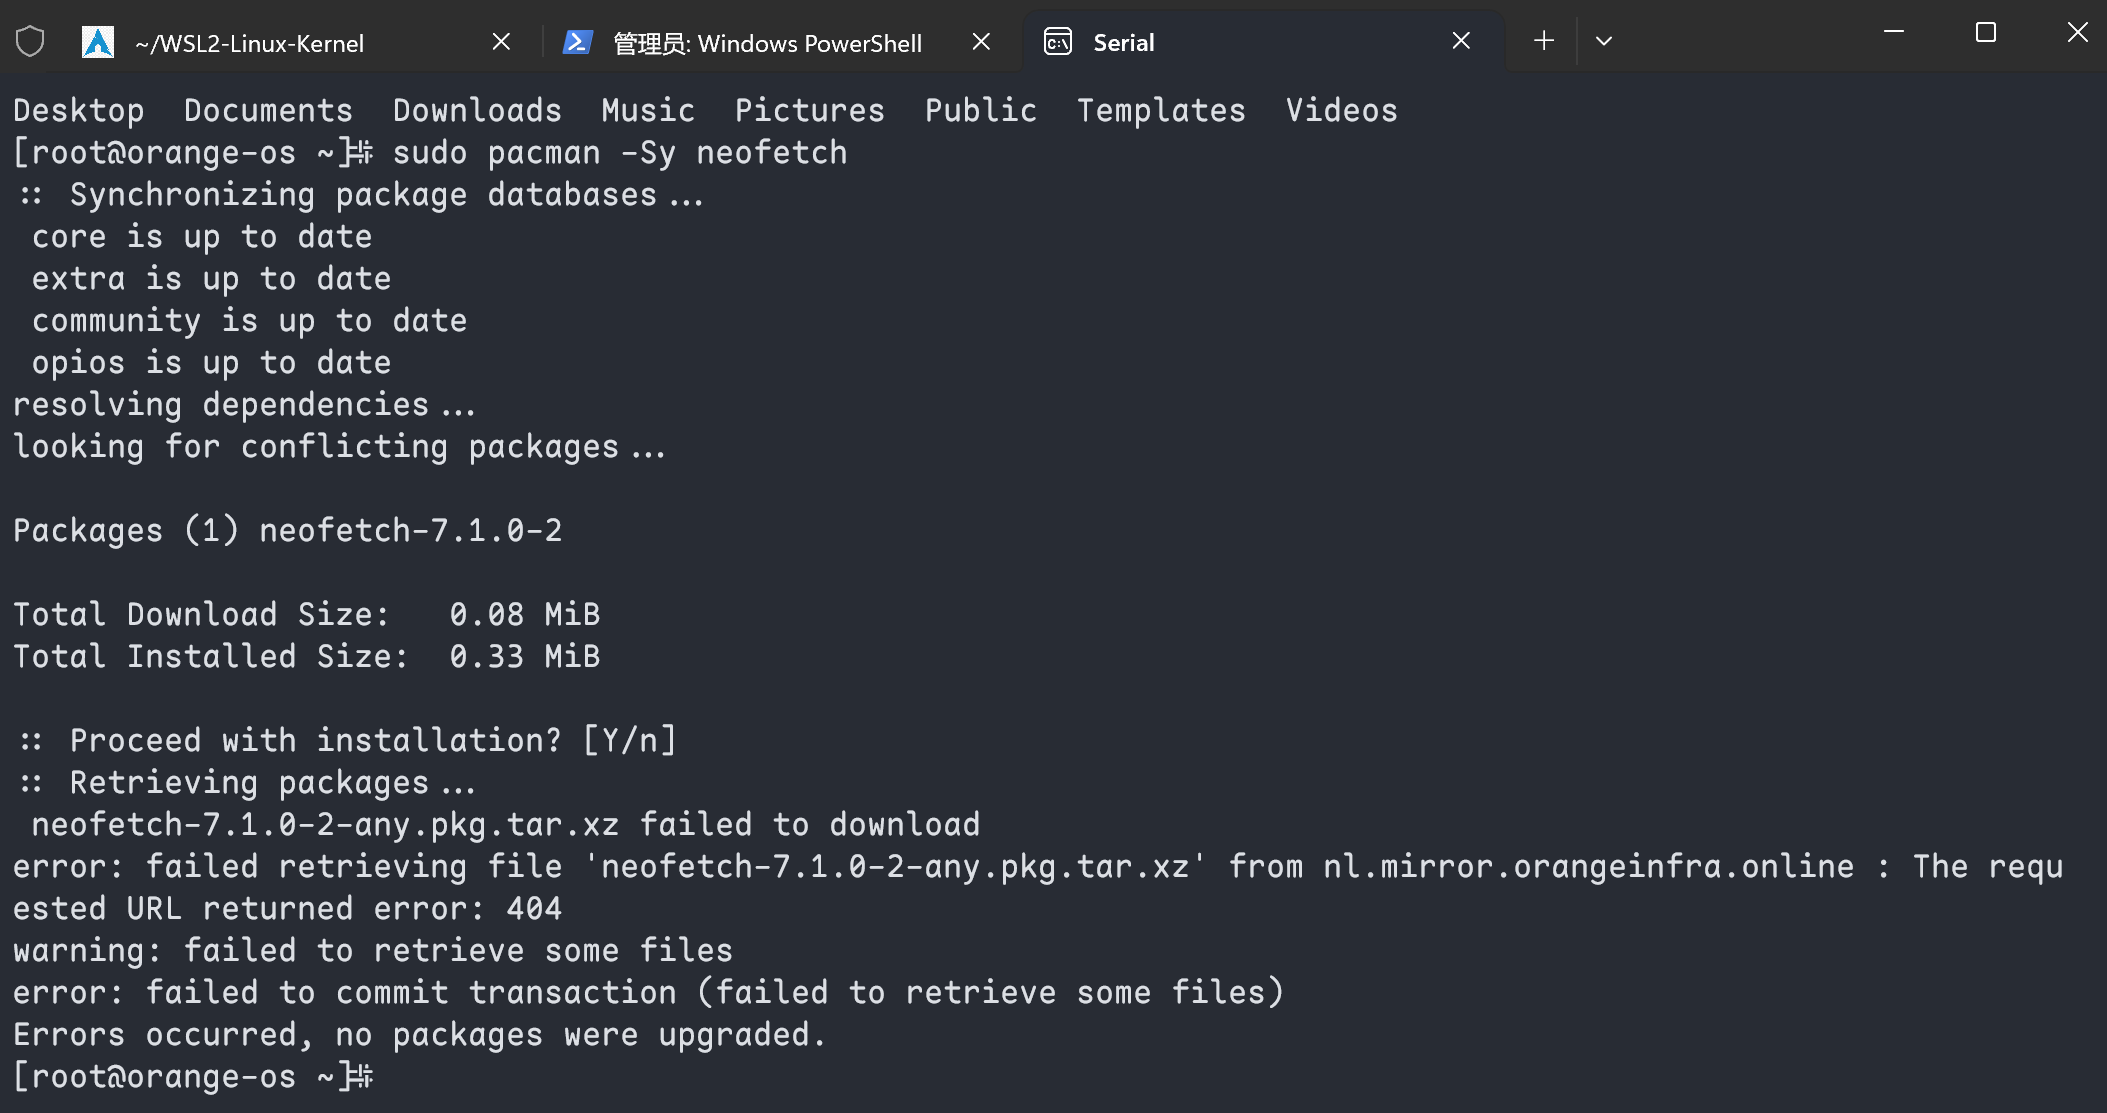 ~/WSL2-Linux-Kernel 管理员: Windows PowerShell Serial
Desktop Documents Downloads Music Pictures Public Templates Videos
[root@orange-os ~]# sudo pacman -Sy neofetch
:: Synchronizing package databases...
core is up to date
extra is up to date
community is up to date
opios is up to date
resolving dependencies...
looking for conflicting packages...
Packages (1) neofetch-7.1.0-2
Total Download Size: 0.08 MiB
Total Installed Size: 0.33 MiB
:: Proceed with installation? [Y/n]
:: Retrieving packages...
neofetch-7.1.0-2-any.pkg.tar.xz failed to download
error: failed retrieving file 'neofetch-7.1.0-2-any.pkg.tar.xz' from nl.mirror.orangeinfra.online : The requ
ested URL returned error: 404
warning: failed to retrieve some files
error: failed to commit transaction (failed to retrieve some files)
Errors occurred, no packages were upgraded.
[root@orange-os ~]#